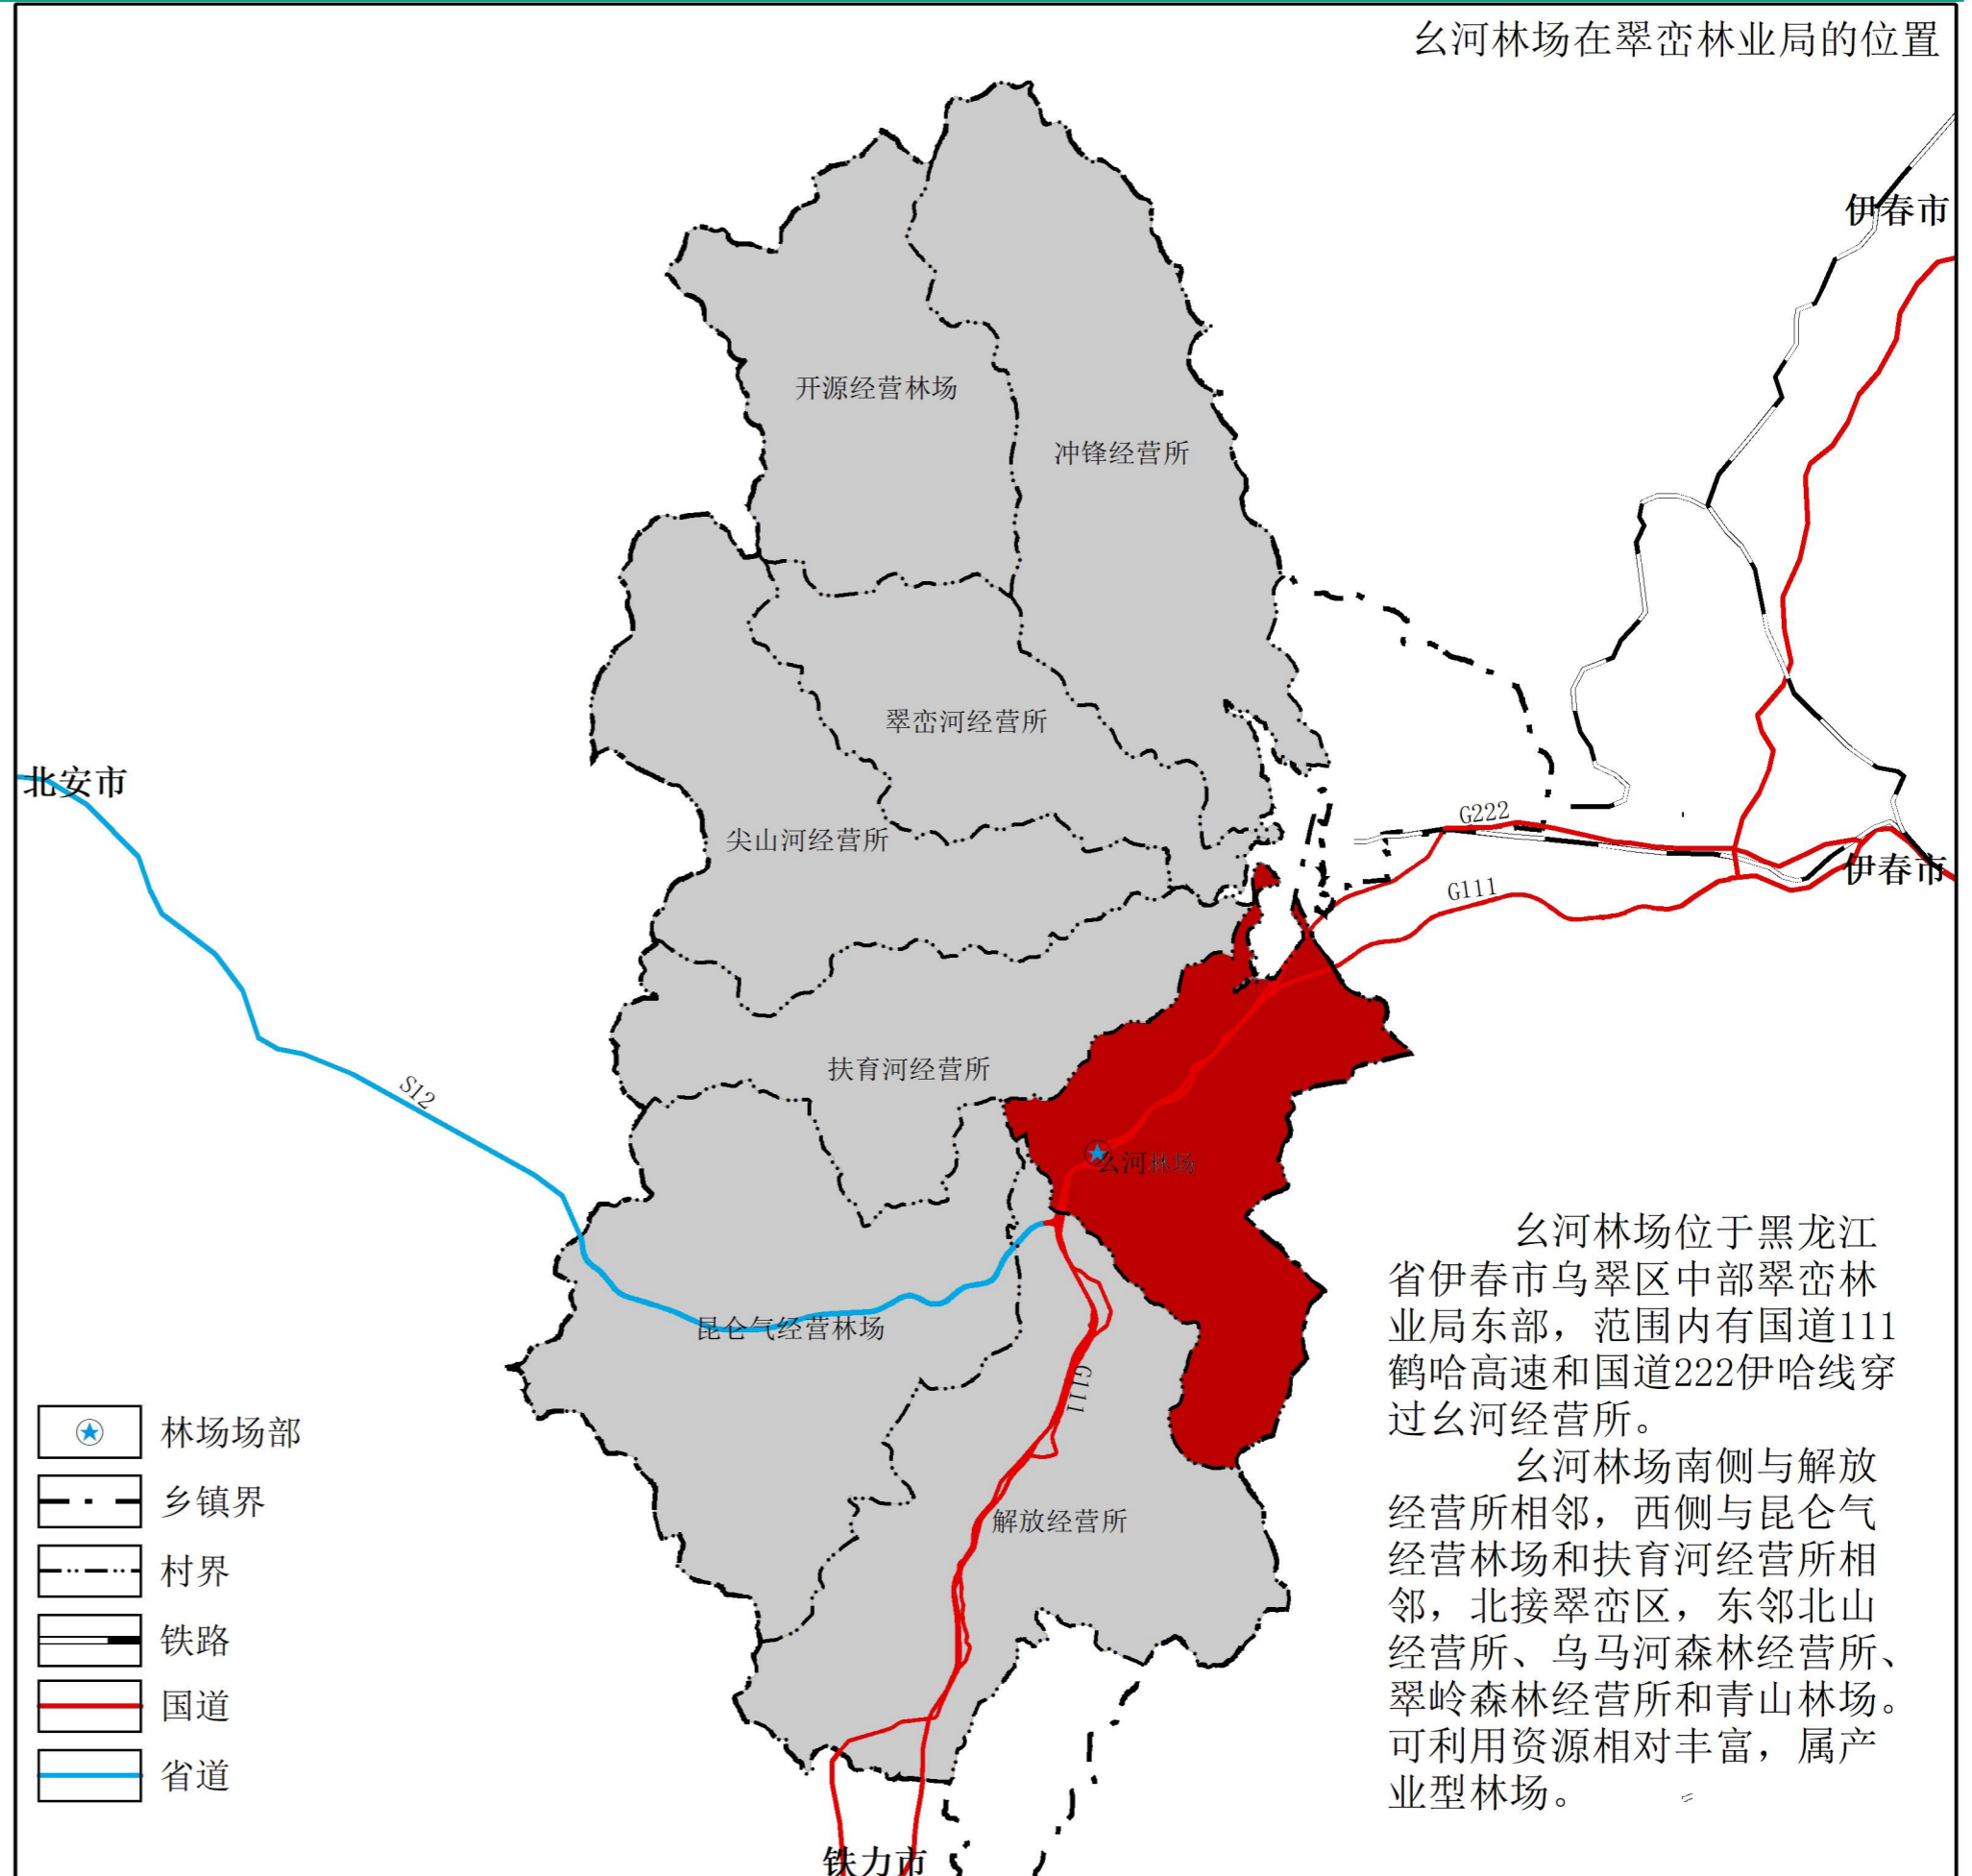 幺河林场在翠峦林业局的位置
伊春市
开源经营林场
冲锋经营所
翠峦河经营所
北安市
尖山河经营所
G222
伊春市
G111
扶育河经营所
S12
幺河林场
昆仑气经营林场
G111
解放经营所
铁力市
林场场部
乡镇界
村界
铁路
国道
省道
幺河林场位于黑龙江
省伊春市乌翠区中部翠峦林
业局东部，范围内有国道111
鹤哈高速和国道222伊哈线穿
过幺河经营所。
幺河林场南侧与解放
经营所相邻，西侧与昆仑气
经营林场和扶育河经营所相
邻，北接翠峦区，东邻北山
经营所、乌马河森林经营所、
翠岭森林经营所和青山林场。
可利用资源相对丰富，属产
业型林场。